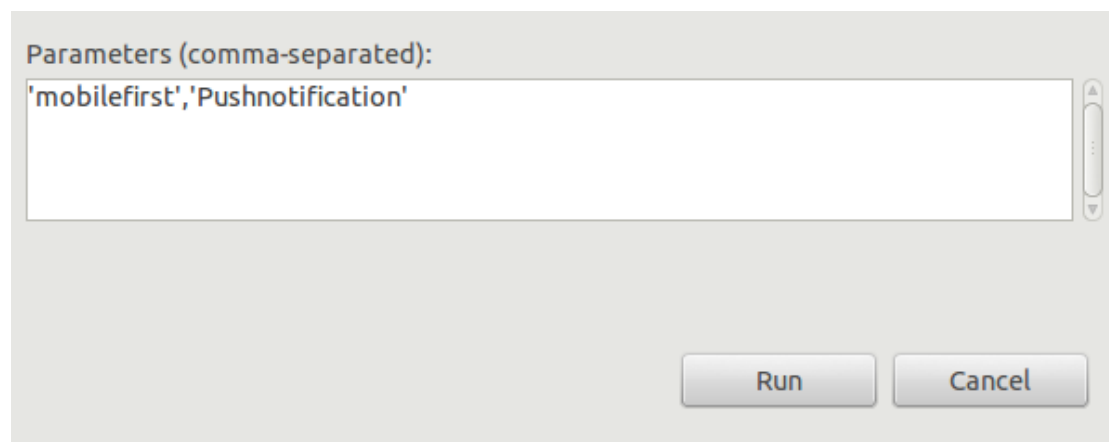 Parameters (comma-separated):
'mobilefirst','Pushnotification'
Run
Cancel